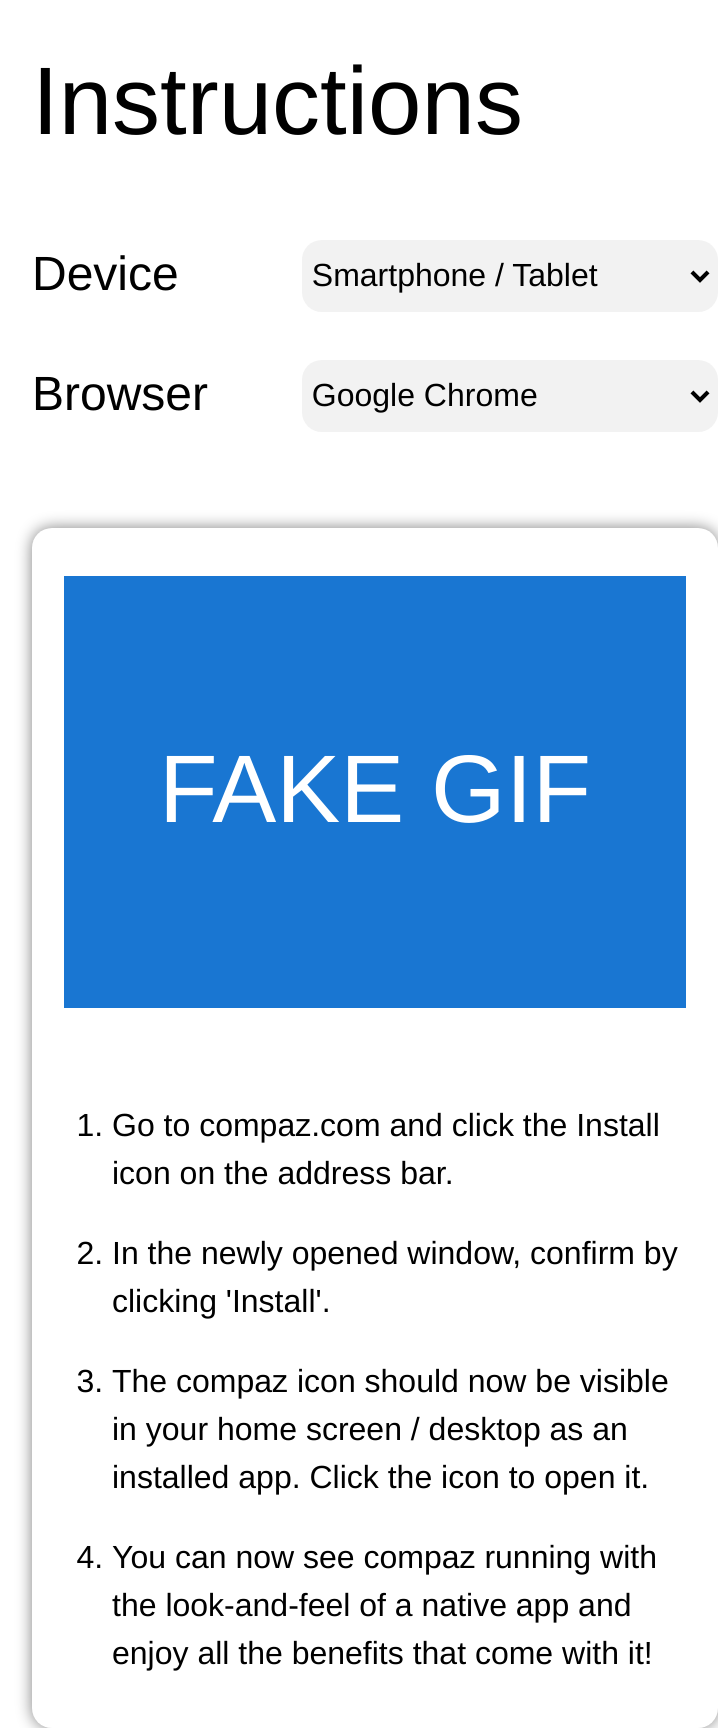 Instructions
Device
Smartphone / Tablet
Browser
Google Chrome
FAKE GIF
1. Go to compaz.com and click the Install
icon on the address bar.
2. In the newly opened window, confirm by
clicking 'Install'.
3. The compaz icon should now be visible
in your home screen / desktop as an
installed app. Click the icon to open it.
4. You can now see compaz running with
the look-and-feel of a native app and
enjoy all the benefits that come with it!